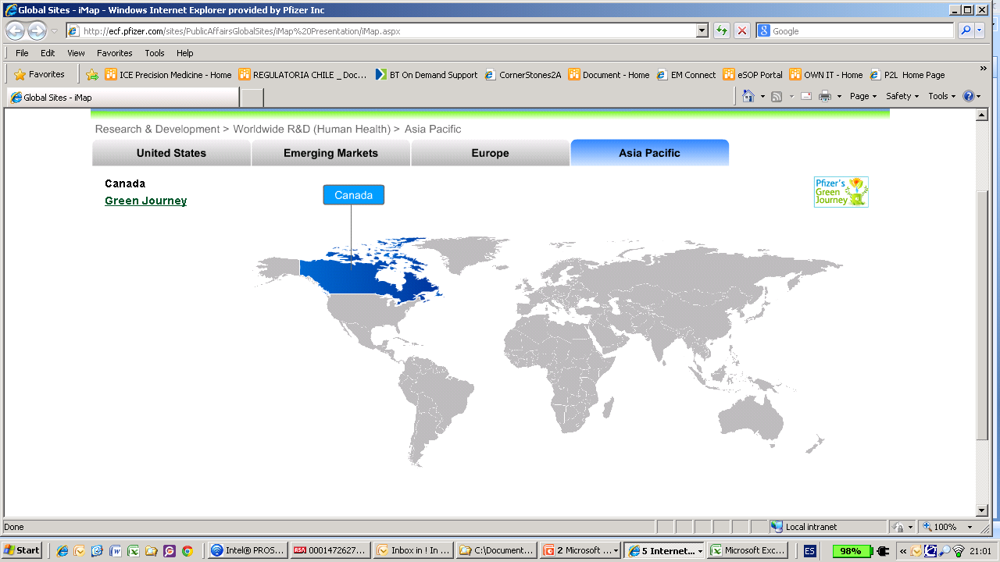 Global Sites - iMap - Windows Internet Explorer provided by Pfizer Inc
http://ecf.pfizer.com/sites/PublicAffairsGlobalSites/iMap%20Presentation/iMap.aspx
Google
File Edit View Favorites Tools Help
Favorites ICE Precision Medicine - Home REGULATORIA CHILE _ Doc... BT On Demand Support CornerStones2A Document - Home EM Connect eSOP Portal OWN IT - Home P2L Home Page »
Global Sites - iMap Page Safety Tools
Research & Development > Worldwide R&D (Human Health) > Asia Pacific
United States Emerging Markets Europe Asia Pacific
Canada
Green Journey
Canada
Pfizer's
Green
Journey
Done Local intranet 100%
Start Intel® PROS... RSA 0001472627... Inbox in ! In ... C:\Document... 2 Microsoft ... 5 Internet... Microsoft Exc... ES 98% « 21:01